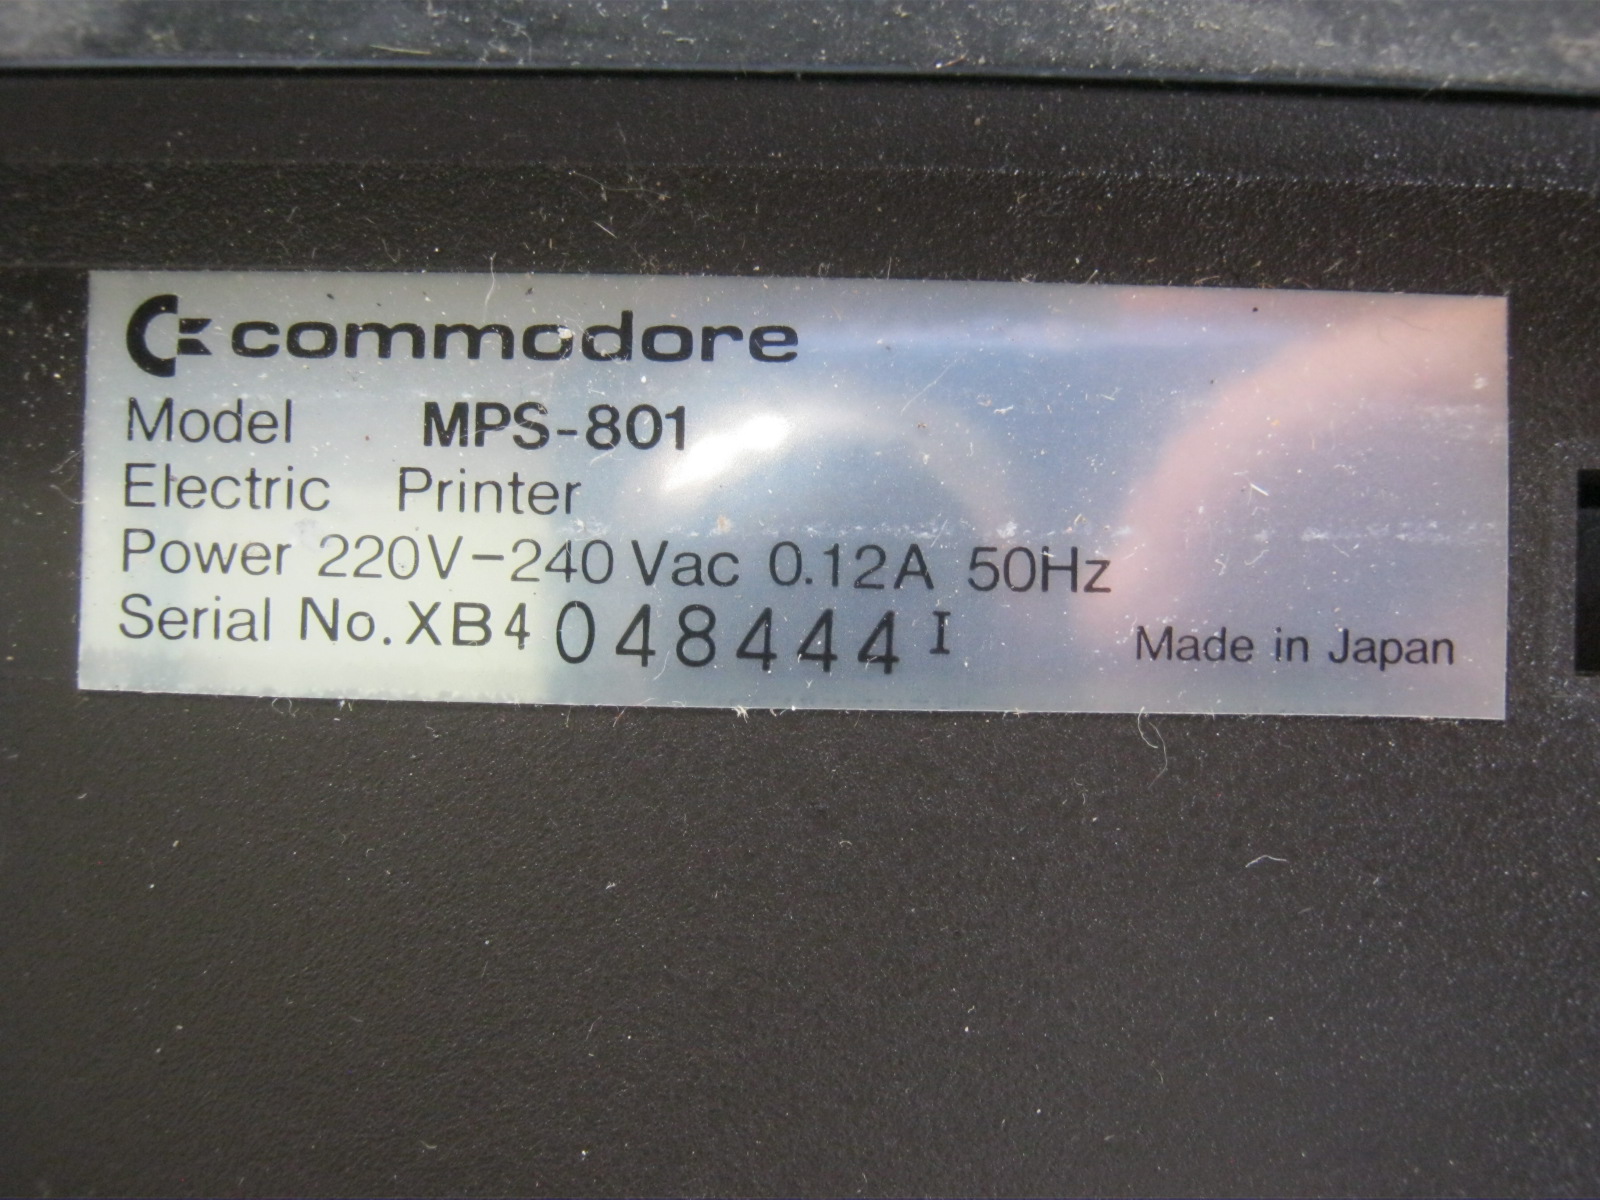 commodore
Model MPS-801
Electric Printer
Power 220V-240 Vac 0.12A 50Hz
Serial No. XB4 048444 I
Made in Japan